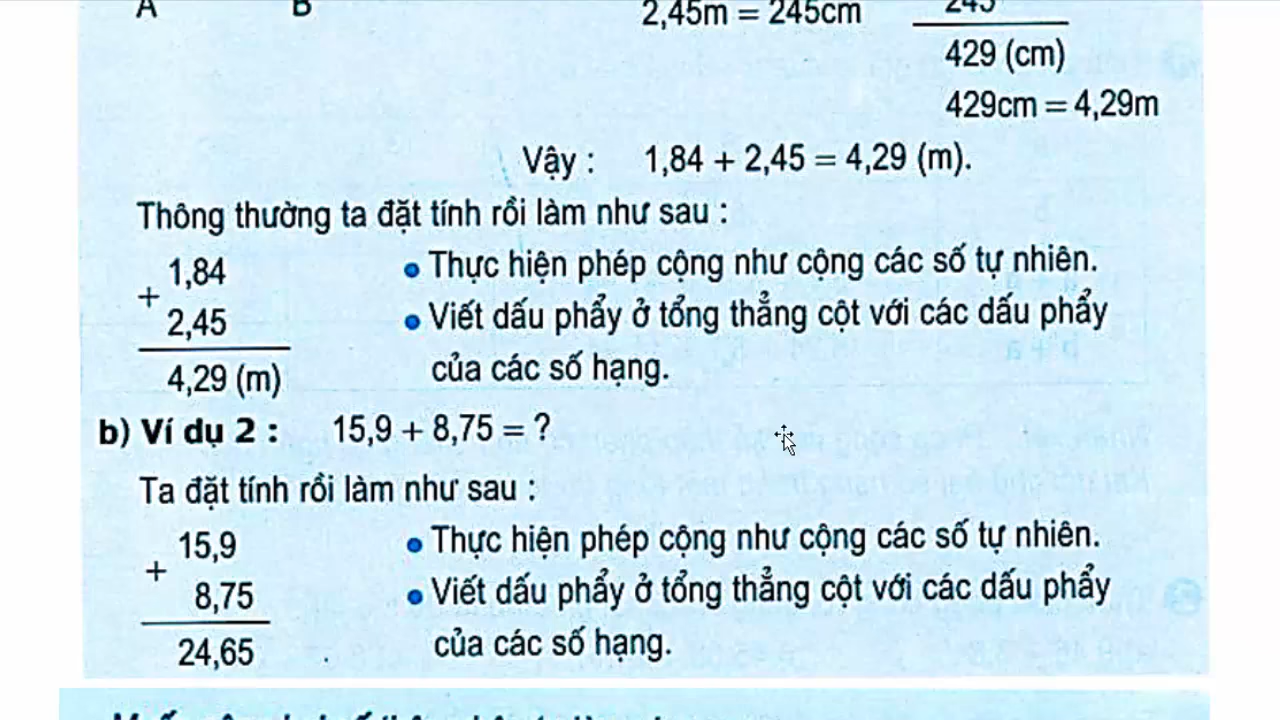 A B 2,45m = 245cm 245
429 (cm)
429cm = 4,29m
Vậy : 1,84 + 2,45 = 4,29 (m).
Thông thường ta đặt tính rồi làm như sau :
1,84 • Thực hiện phép cộng như cộng các số tự nhiên.
+
2,45 • Viết dấu phẩy ở tổng thẳng cột với các dấu phẩy
4,29 (m) của các số hạng.
b) Ví dụ 2 : 15,9 + 8,75 = ?
Ta đặt tính rồi làm như sau :
15,9 • Thực hiện phép cộng như cộng các số tự nhiên.
+
8,75 • Viết dấu phẩy ở tổng thẳng cột với các dấu phẩy
24,65 của các số hạng.